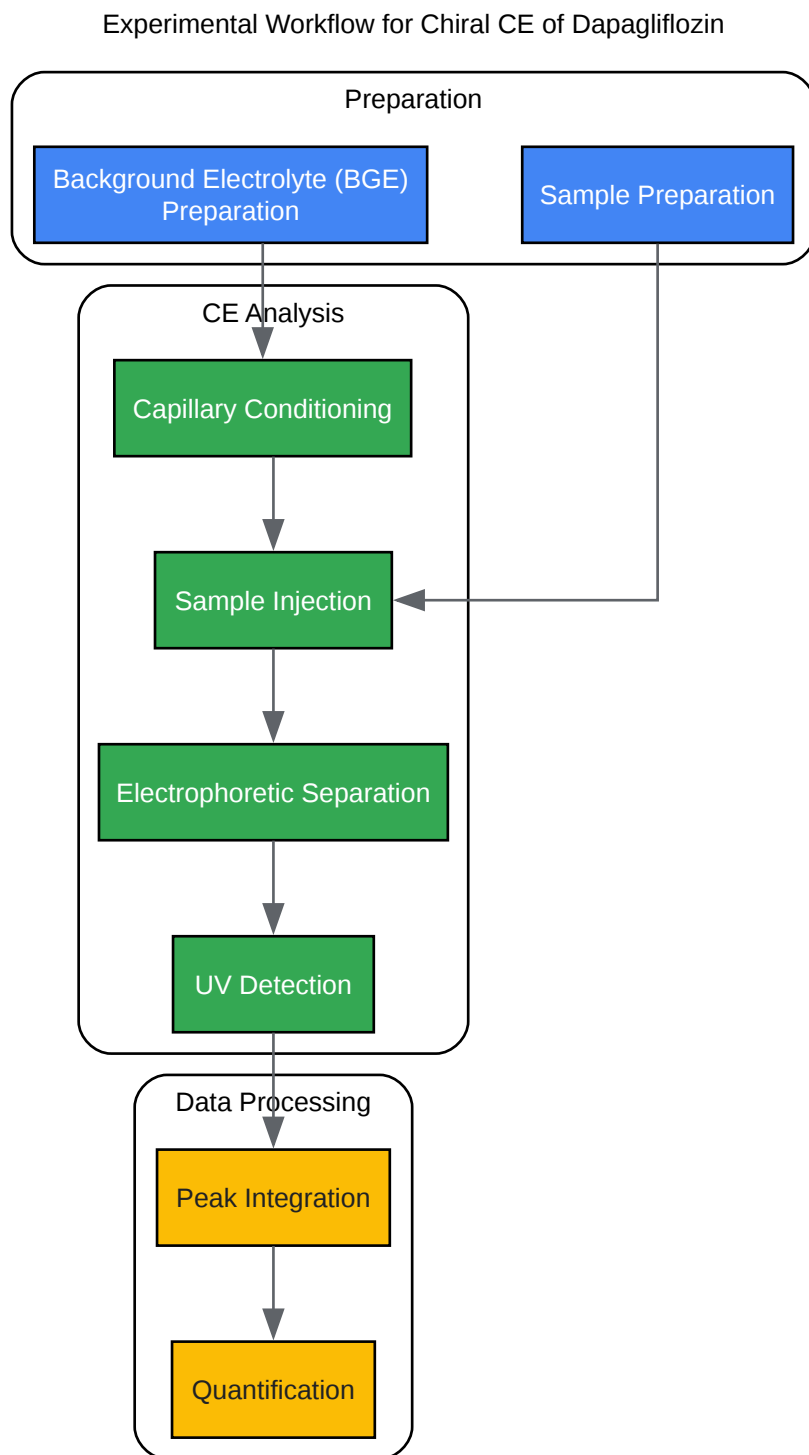 Experimental Workflow for Chiral CE of Dapagliflozin
Preparation
Background Electrolyte (BGE)
Preparation
Sample Preparation
CE Analysis
Capillary Conditioning
Sample Injection
Electrophoretic Separation
UV Detection
Data Processing
Peak Integration
Quantification